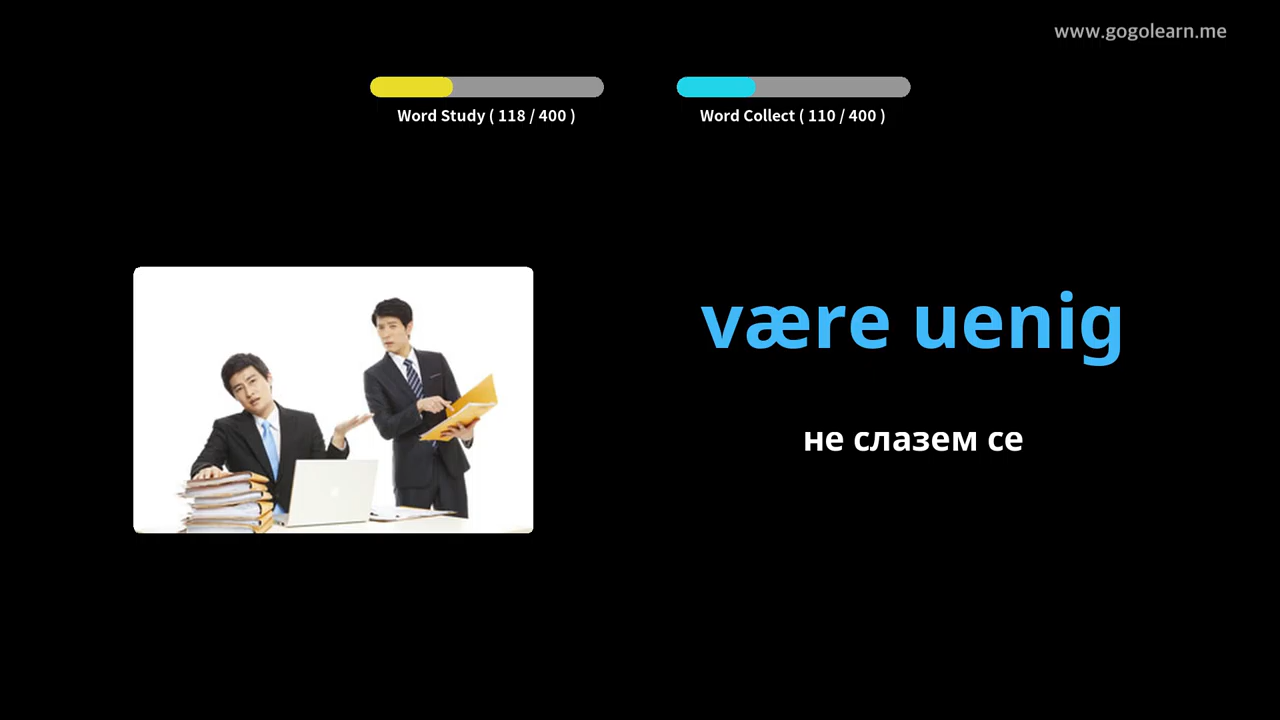 www.gogolearn.me
Word Study ( 118 / 400 )
Word Collect ( 110 / 400 )
være uenig
не слазем се